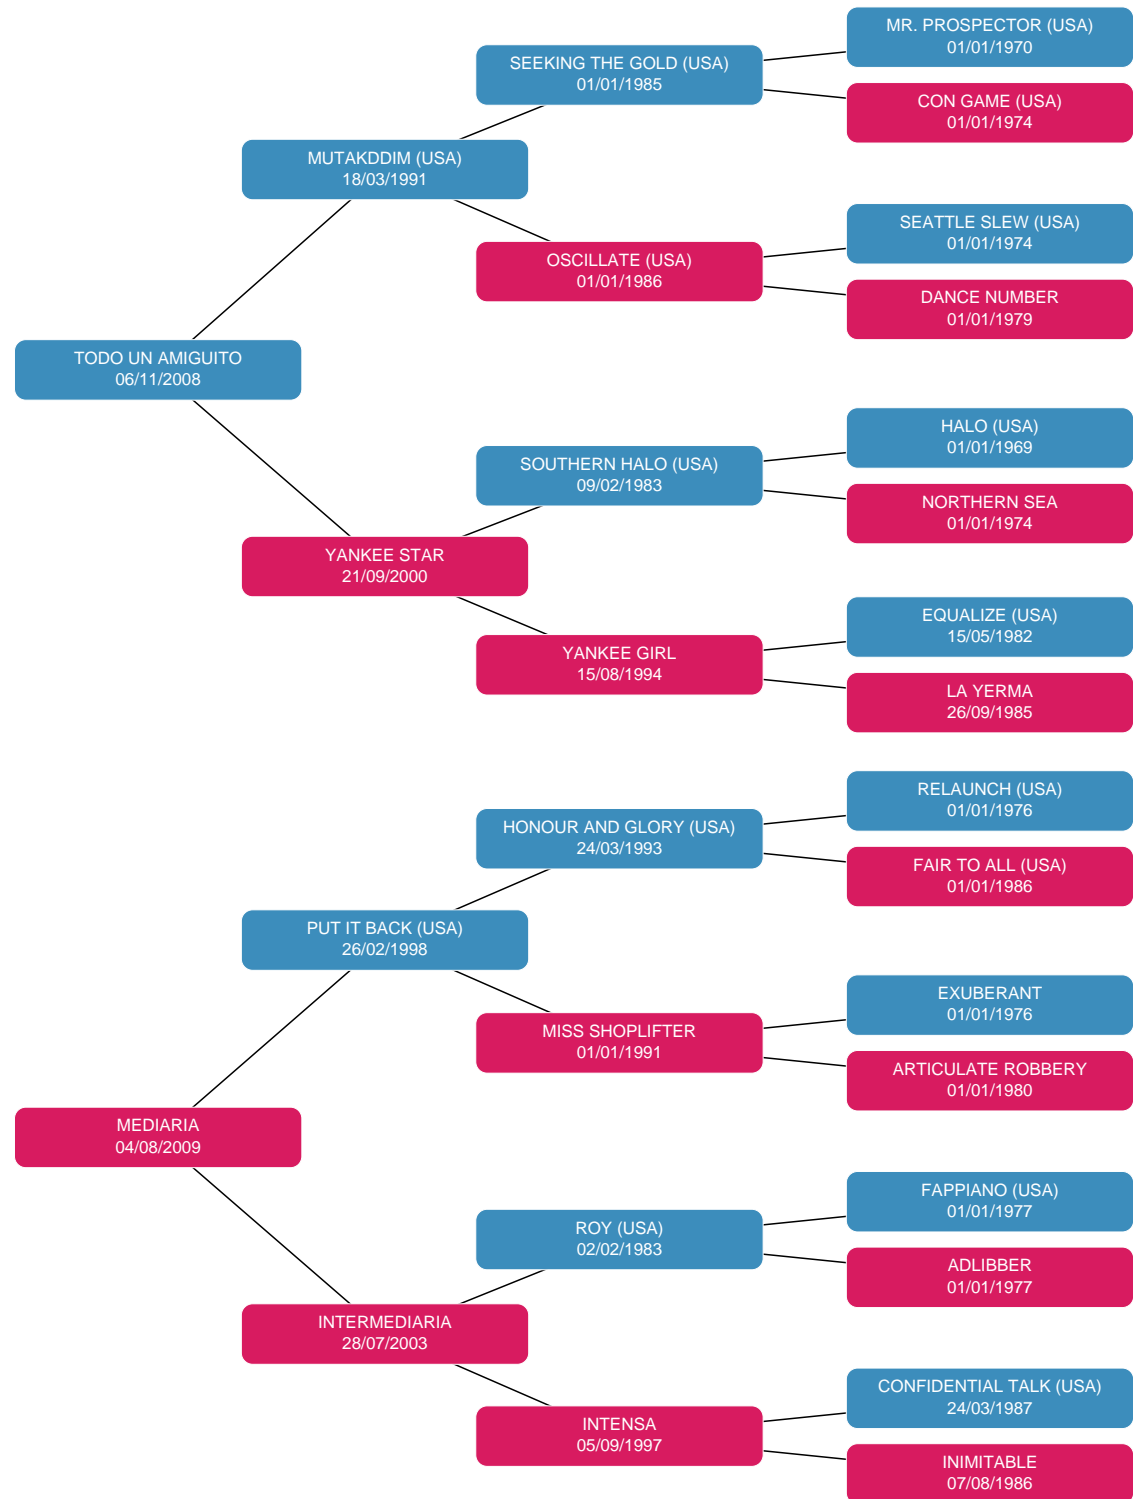 MR. PROSPECTOR (USA)
01/01/1970
SEEKING THE GOLD (USA)
01/01/1985
CON GAME (USA)
01/01/1974
MUTAKDDIM (USA)
18/03/1991
SEATTLE SLEW (USA)
01/01/1974
OSCILLATE (USA)
01/01/1986
DANCE NUMBER
01/01/1979
TODO UN AMIGUITO
06/11/2008
HALO (USA)
01/01/1969
SOUTHERN HALO (USA)
09/02/1983
NORTHERN SEA
01/01/1974
YANKEE STAR
21/09/2000
EQUALIZE (USA)
15/05/1982
YANKEE GIRL
15/08/1994
LA YERMA
26/09/1985
RELAUNCH (USA)
01/01/1976
HONOUR AND GLORY (USA)
24/03/1993
FAIR TO ALL (USA)
01/01/1986
PUT IT BACK (USA)
26/02/1998
EXUBERANT
01/01/1976
MISS SHOPLIFTER
01/01/1991
ARTICULATE ROBBERY
01/01/1980
MEDIARIA
04/08/2009
FAPPIANO (USA)
01/01/1977
ROY (USA)
02/02/1983
ADLIBBER
01/01/1977
INTERMEDIARIA
28/07/2003
CONFIDENTIAL TALK (USA)
24/03/1987
INTENSA
05/09/1997
INIMITABLE
07/08/1986